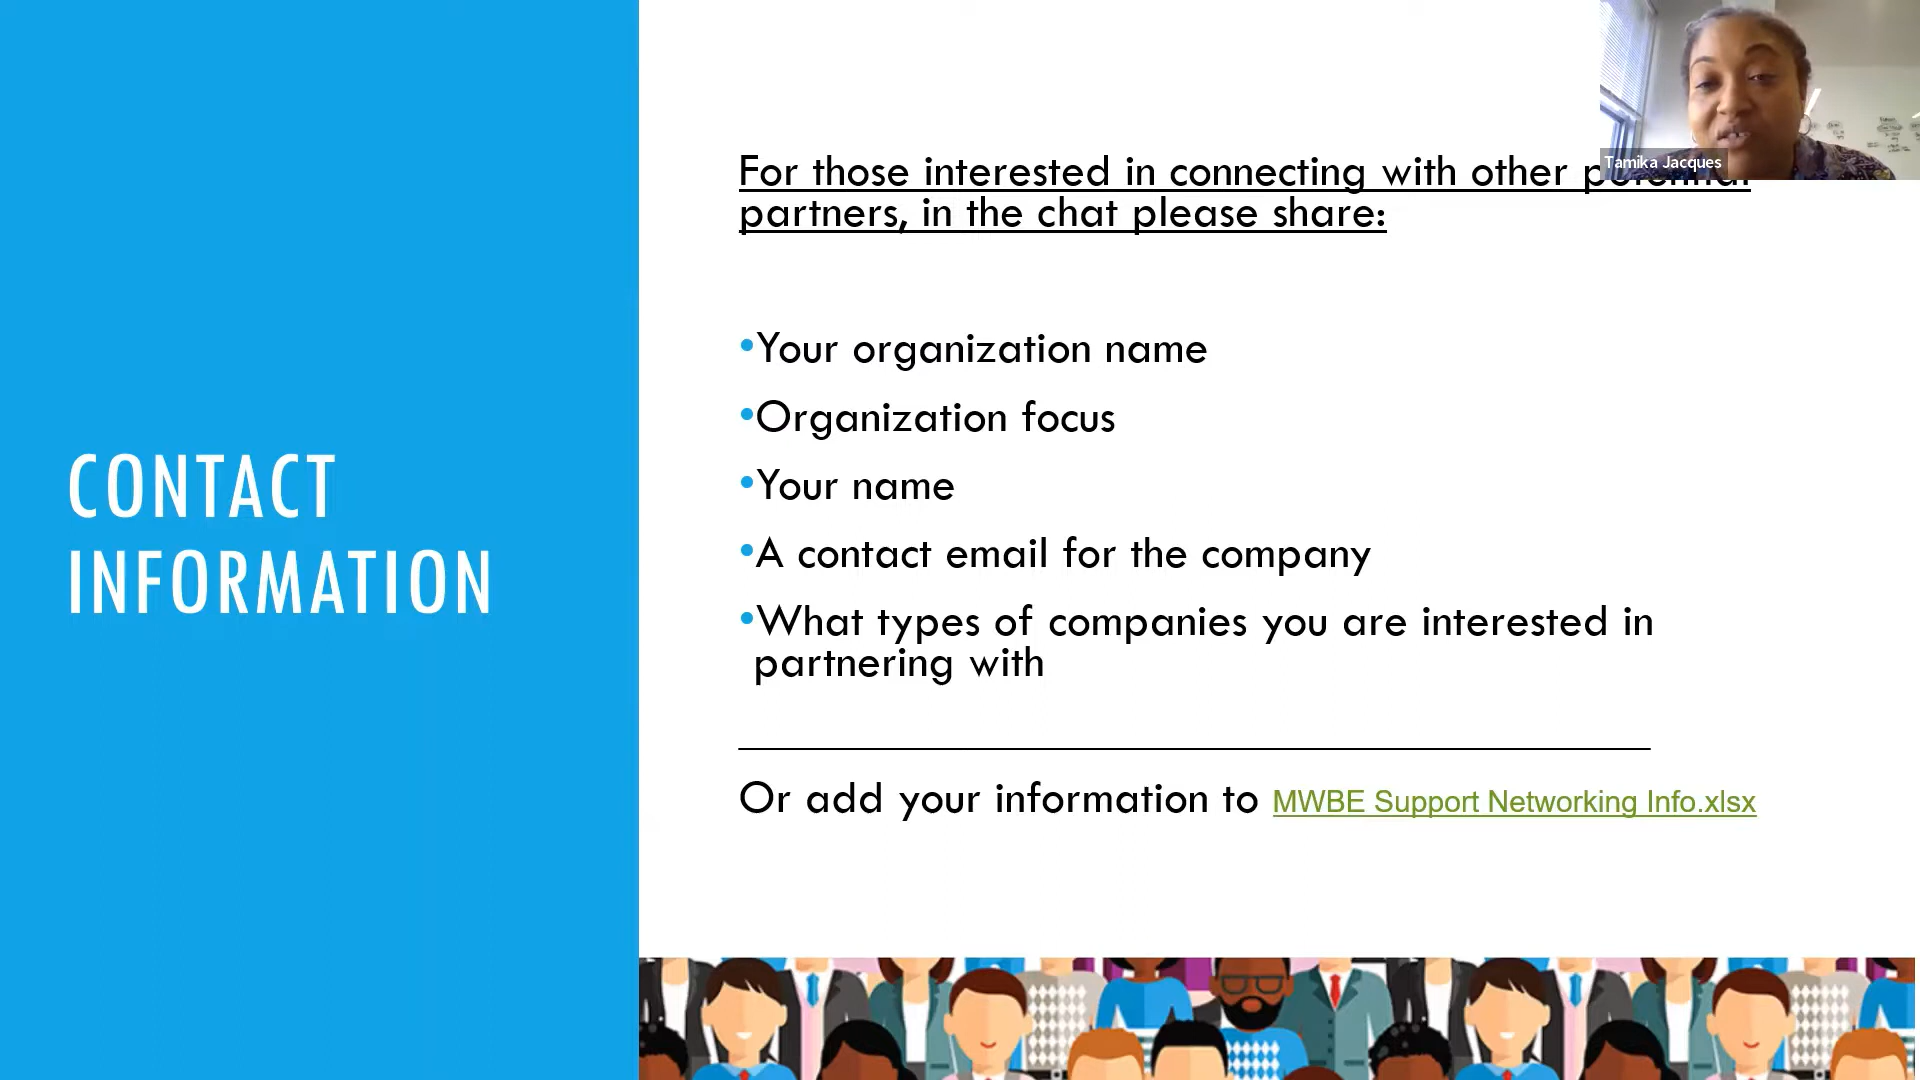 Tamika Jacques
For those interested in connecting with other potential
partners, in the chat please share:
•Your organization name
•Organization focus
•Your name
•A contact email for the company
•What types of companies you are interested in
partnering with
CONTACT
INFORMATION
Or add your information to MWBE Support Networking Info.xlsx